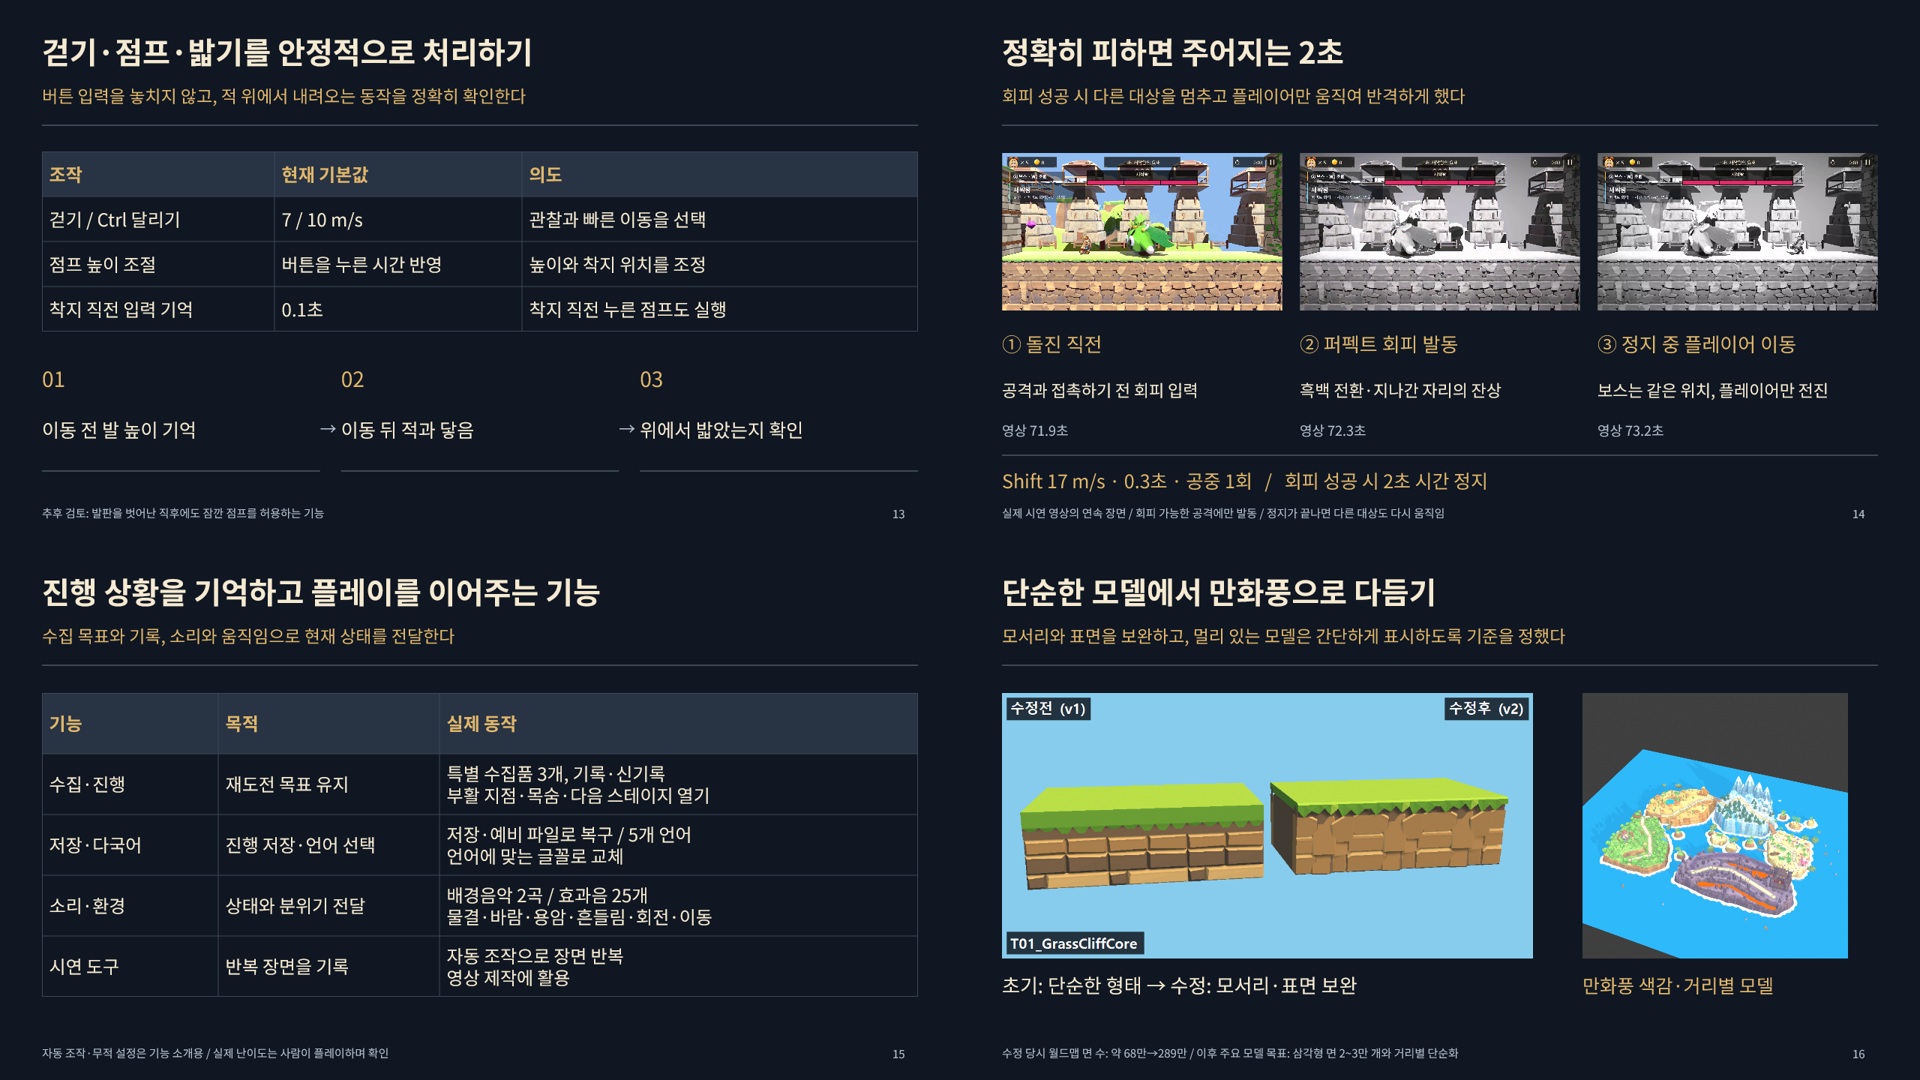 걷기·점프·밟기를 안정적으로 처리하기
버튼 입력을 놓치지 않고, 적 위에서 내려오는 동작을 정확히 확인한다
조작 현재 기본값 의도
걷기 / Ctrl 달리기 7 / 10 m/s 관찰과 빠른 이동을 선택
점프 높이 조절 버튼을 누른 시간 반영 높이와 착지 위치를 조정
착지 직전 입력 기억 0.1초 착지 직전 누른 점프도 실행
01 02 03
이동 전 발 높이 기억 → 이동 뒤 적과 닿음 → 위에서 밟았는지 확인
추후 검토: 발판을 벗어난 직후에도 잠깐 점프를 허용하는 기능 13
정확히 피하면 주어지는 2초
회피 성공 시 다른 대상을 멈추고 플레이어만 움직여 반격하게 했다
① 돌진 직전 ② 퍼펙트 회피 발동 ③ 정지 중 플레이어 이동
공격과 접촉하기 전 회피 입력 흑백 전환·지나간 자리의 잔상 보스는 같은 위치, 플레이어만 전진
영상 71.9초 영상 72.3초 영상 73.2초
Shift 17 m/s · 0.3초 · 공중 1회 / 회피 성공 시 2초 시간 정지
실제 시연 영상의 연속 장면 / 회피 가능한 공격에만 발동 / 정지가 끝나면 다른 대상도 다시 움직임 14
진행 상황을 기억하고 플레이를 이어주는 기능
수집 목표와 기록, 소리와 움직임으로 현재 상태를 전달한다
기능 목적 실제 동작
수집·진행 재도전 목표 유지 특별 수집품 3개, 기록·신기록
부활 지점·목숨·다음 스테이지 열기
저장·다국어 진행 저장·언어 선택 저장·예비 파일로 복구 / 5개 언어
언어에 맞는 글꼴로 교체
소리·환경 상태와 분위기 전달 배경음악 2곡 / 효과음 25개
물결·바람·용암·흔들림·회전·이동
시연 도구 반복 장면을 기록 자동 조작으로 장면 반복
영상 제작에 활용
자동 조작·무적 설정은 기능 소개용 / 실제 난이도는 사람이 플레이하며 확인 15
단순한 모델에서 만화풍으로 다듬기
모서리와 표면을 보완하고, 멀리 있는 모델은 간단하게 표시하도록 기준을 정했다
수정전 (v1) 수정후 (v2)
T01_GrassCliffCore
초기: 단순한 형태 → 수정: 모서리·표면 보완 만화풍 색감·거리별 모델
수정 당시 월드맵 면 수: 약 68만→289만 / 이후 주요 모델 목표: 삼각형 면 2~3만 개와 거리별 단순화 16